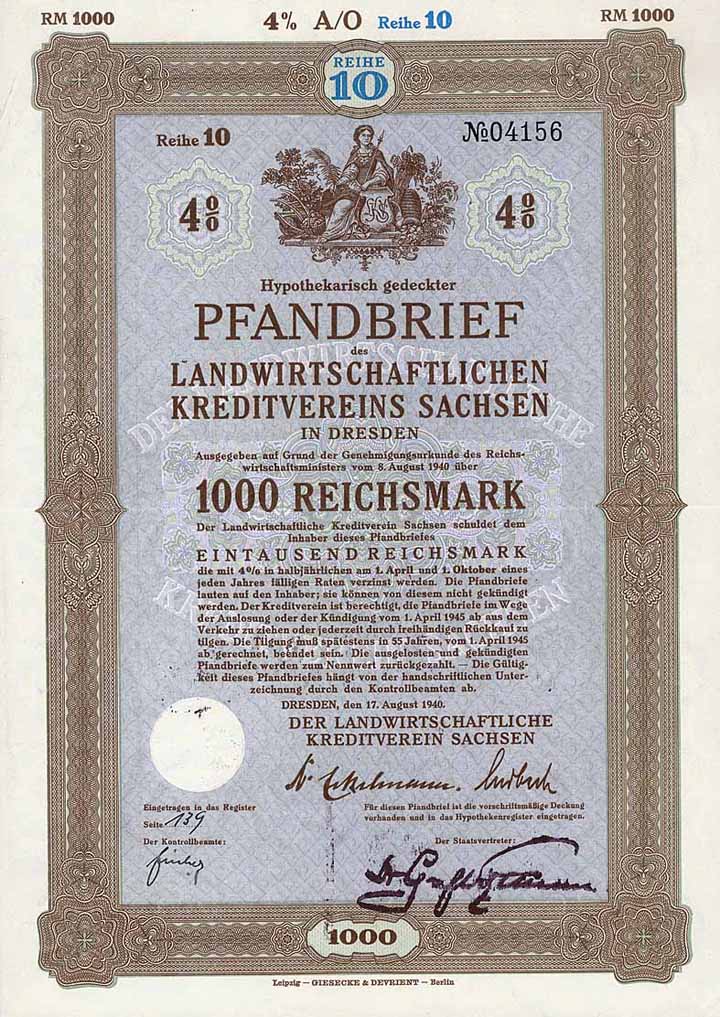 RM 1000
4% A/O Reihe 10
RM 1000
REIHE
10
Reihe 10
№04156
4%
4%
Hypothekarisch gedeckter
PFANDBRIEF
des
LANDWIRTSCHAFTLICHEN
KREDITVEREINS SACHSEN
IN DRESDEN
Ausgegeben auf Grund der Genehmigungsurkunde des Reichs-
wirtschaftsministers vom 8. August 1940 über
1000 REICHSMARK
Der Landwirtschaftliche Kreditverein Sachsen schuldet dem
Inhaber dieses Pfandbriefes
EINTAUSEND REICHSMARK
die mit 4% in halbjährlichen am 1. April und 1. Oktober eines
jeden Jahres fälligen Raten verzinst werden. Die Pfandbriefe
lauten auf den Inhaber; sie können von diesem nicht gekündigt
werden. Der Kreditverein ist berechtigt, die Pfandbriefe im Wege
der Auslosung oder der Kündigung vom 1. April 1945 ab aus dem
Verkehr zu ziehen oder jederzeit durch freihändigen Rückkauf zu
tilgen. Die Tilgung muß spätestens in 55 Jahren, vom 1. April 1945
ab gerechnet, beendet sein. Die ausgelosten und gekündigten
Pfandbriefe werden zum Nennwert zurückgezahlt. — Die Gültig-
keit dieses Pfandbriefes hängt von der handschriftlichen Unter-
zeichnung durch den Kontrollbeamten ab.
DRESDEN, den 17. August 1940.
DER LANDWIRTSCHAFTLICHE
KREDITVEREIN SACHSEN
Eingetragen in das Register
Seite: 139
Der Kontrollbeamte:
Für diesen Pfandbrief ist die vorschriftsmäßige Deckung
vorhanden und in das Hypothekenregister eingetragen.
Der Staatsvertreter:
1000
Leipzig — GIESECKE & DEVRIENT — Berlin